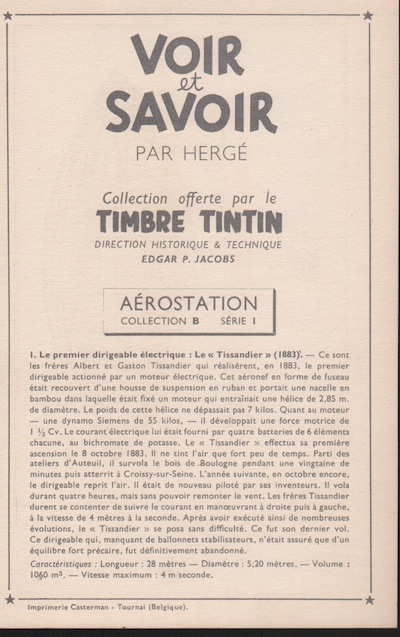 VOIR
et
SAVOIR
PAR HERGÉ
Collection offerte par le
TIMBRE TINTIN
DIRECTION HISTORIQUE & TECHNIQUE
EDGAR P. JACOBS
AÉROSTATION
COLLECTION B SÉRIE I
I. Le premier dirigeable électrique : Le « Tissandier » (1883). — Ce sont
les frères Albert et Gaston Tissandier qui réalisèrent, en 1883, le premier
dirigeable actionné par un moteur électrique. Cet aéronef en forme de fuseau
était recouvert d'une housse de suspension en ruban et portait une nacelle en
bambou dans laquelle était fixé un moteur qui entraînait une hélice de 2,85 m.
de diamètre. Le poids de cette hélice ne dépassait pas 7 kilos. Quant au moteur
— une dynamo Siemens de 55 kilos, — il développait une force motrice de
1 ½ Cv. Le courant électrique lui était fourni par quatre batteries de 6 éléments
chacune, au bichromate de potasse. Le « Tissandier » effectua sa première
ascension le 8 octobre 1883. Il ne tint l'air que fort peu de temps. Parti des
ateliers d'Auteuil, il survola le bois de Boulogne pendant une vingtaine de
minutes puis atterrit à Croissy-sur-Seine. L'année suivante, en octobre encore,
le dirigeable reprit l'air. Il était de nouveau piloté par ses inventeurs. Il vola
durant quatre heures, mais sans pouvoir remonter le vent. Les frères Tissandier
durent se contenter de suivre le courant en manœuvrant à droite puis à gauche,
à la vitesse de 4 mètres à la seconde. Après avoir exécuté ainsi de nombreuses
évolutions, le « Tissandier » se posa sans difficulté. Ce fut son dernier vol.
Ce dirigeable qui, manquant de ballonnets stabilisateurs, n'était assuré que d'un
équilibre fort précaire, fut définitivement abandonné.
Caractéristiques : Longueur : 28 mètres — Diamètre : 5;20 mètres. — Volume :
1060 m³. — Vitesse maximum : 4 m/seconde.
Imprimerie Casterman - Tournai (Belgique).